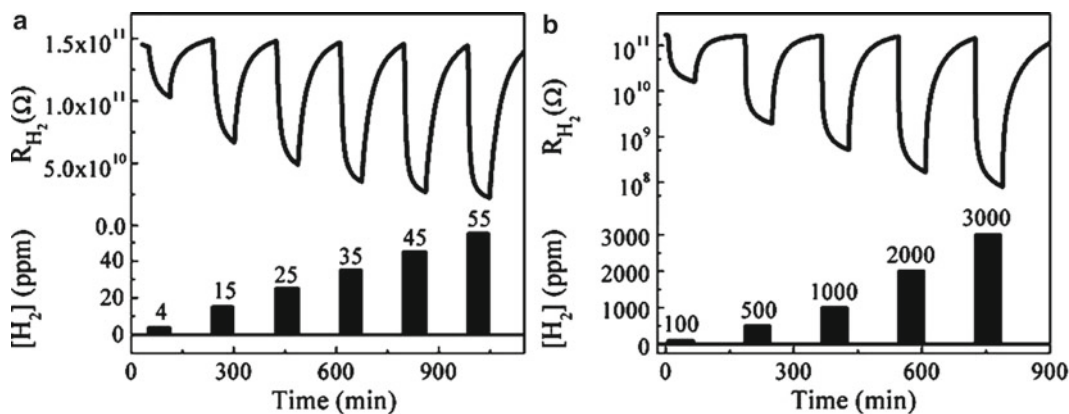 a
1.5x10¹¹
1.0x10¹¹
5.0x10¹⁰
0.0
R_H₂(Ω)
40
20
0
[H₂] (ppm)
4
15
25
35
45
55
0
300
600
900
Time (min)
b
10¹¹
10¹⁰
10⁹
10⁸
R_H₂(Ω)
3000
2000
1000
0
[H₂] (ppm)
100
500
1000
2000
3000
0
300
600
900
Time (min)